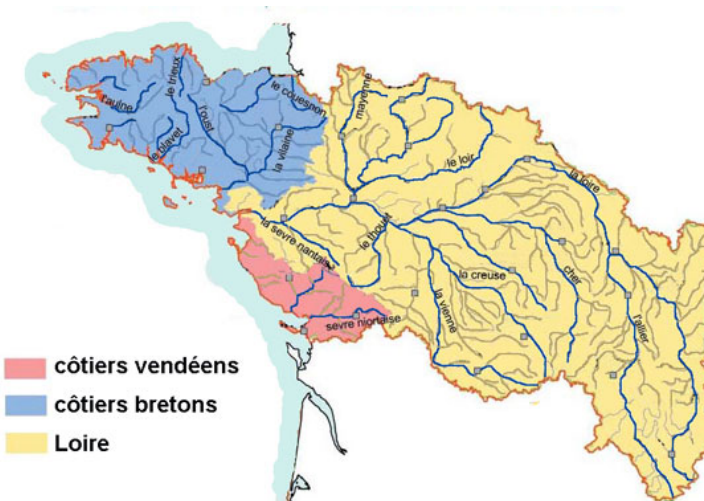 l'aulne
le trieux
l'oust
le blavet
le couesnon
la vilaine
mayenne
le loir
la loire
la sevre nantaise
le thouet
la creuse
cher
la vienne
l'allier
sevre niortaise
côtiers vendéens
côtiers bretons
Loire